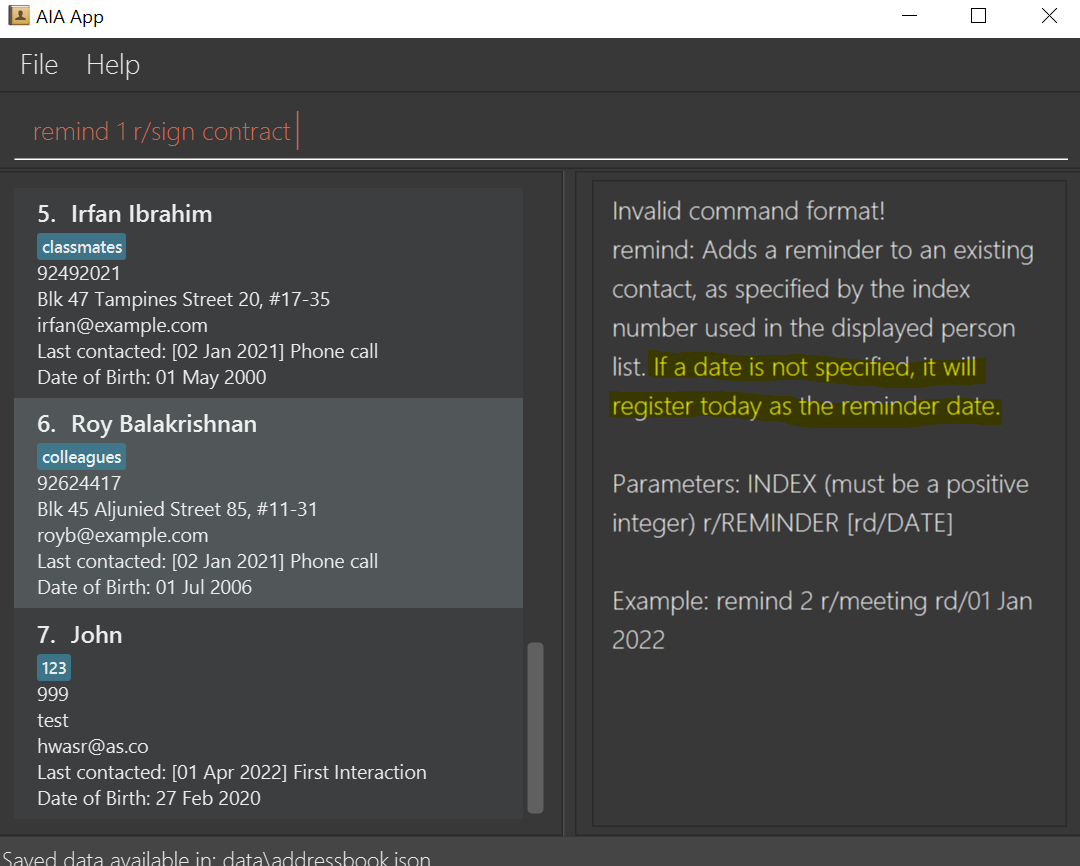 AIA App
File Help
remind 1 r/sign contract
5. Irfan Ibrahim
classmates
92492021
Blk 47 Tampines Street 20, #17-35
irfan@example.com
Last contacted: [02 Jan 2021] Phone call
Date of Birth: 01 May 2000
6. Roy Balakrishnan
colleagues
92624417
Blk 45 Aljunied Street 85, #11-31
royb@example.com
Last contacted: [02 Jan 2021] Phone call
Date of Birth: 01 Jul 2006
7. John
123
999
test
hwasr@as.co
Last contacted: [01 Apr 2022] First Interaction
Date of Birth: 27 Feb 2020
Invalid command format!
remind: Adds a reminder to an existing
contact, as specified by the index
number used in the displayed person
list. If a date is not specified, it will
register today as the reminder date.
Parameters: INDEX (must be a positive
integer) r/REMINDER [rd/DATE]
Example: remind 2 r/meeting rd/01 Jan
2022
Saved data available in: data\addressbook.json